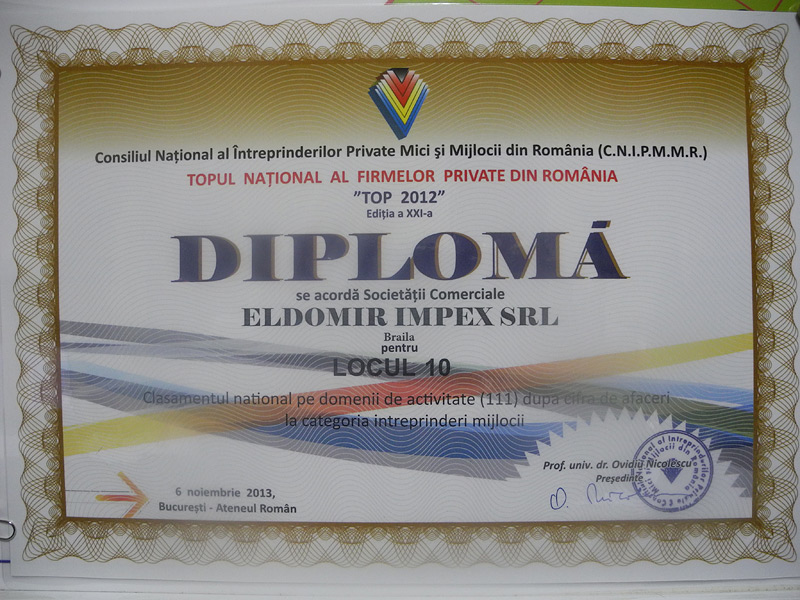 Consiliul Național al Întreprinderilor Private Mici și Mijlocii din România (C.N.I.P.M.M.R.)
TOPUL NAȚIONAL AL FIRMELOR PRIVATE DIN ROMÂNIA
”TOP 2012”
Ediția a XXI-a
DIPLOMÁ
se acordă Societății Comerciale
ELDOMIR IMPEX SRL
Braila
pentru
LOCUL 10
Clasamentul national pe domenii de activitate (111) dupa cifra de afaceri
la categoria intreprinderi mijlocii
Prof. univ. dr. Ovidiu Nicolescu
Președinte
6 noiembrie 2013,
București - Ateneul Român